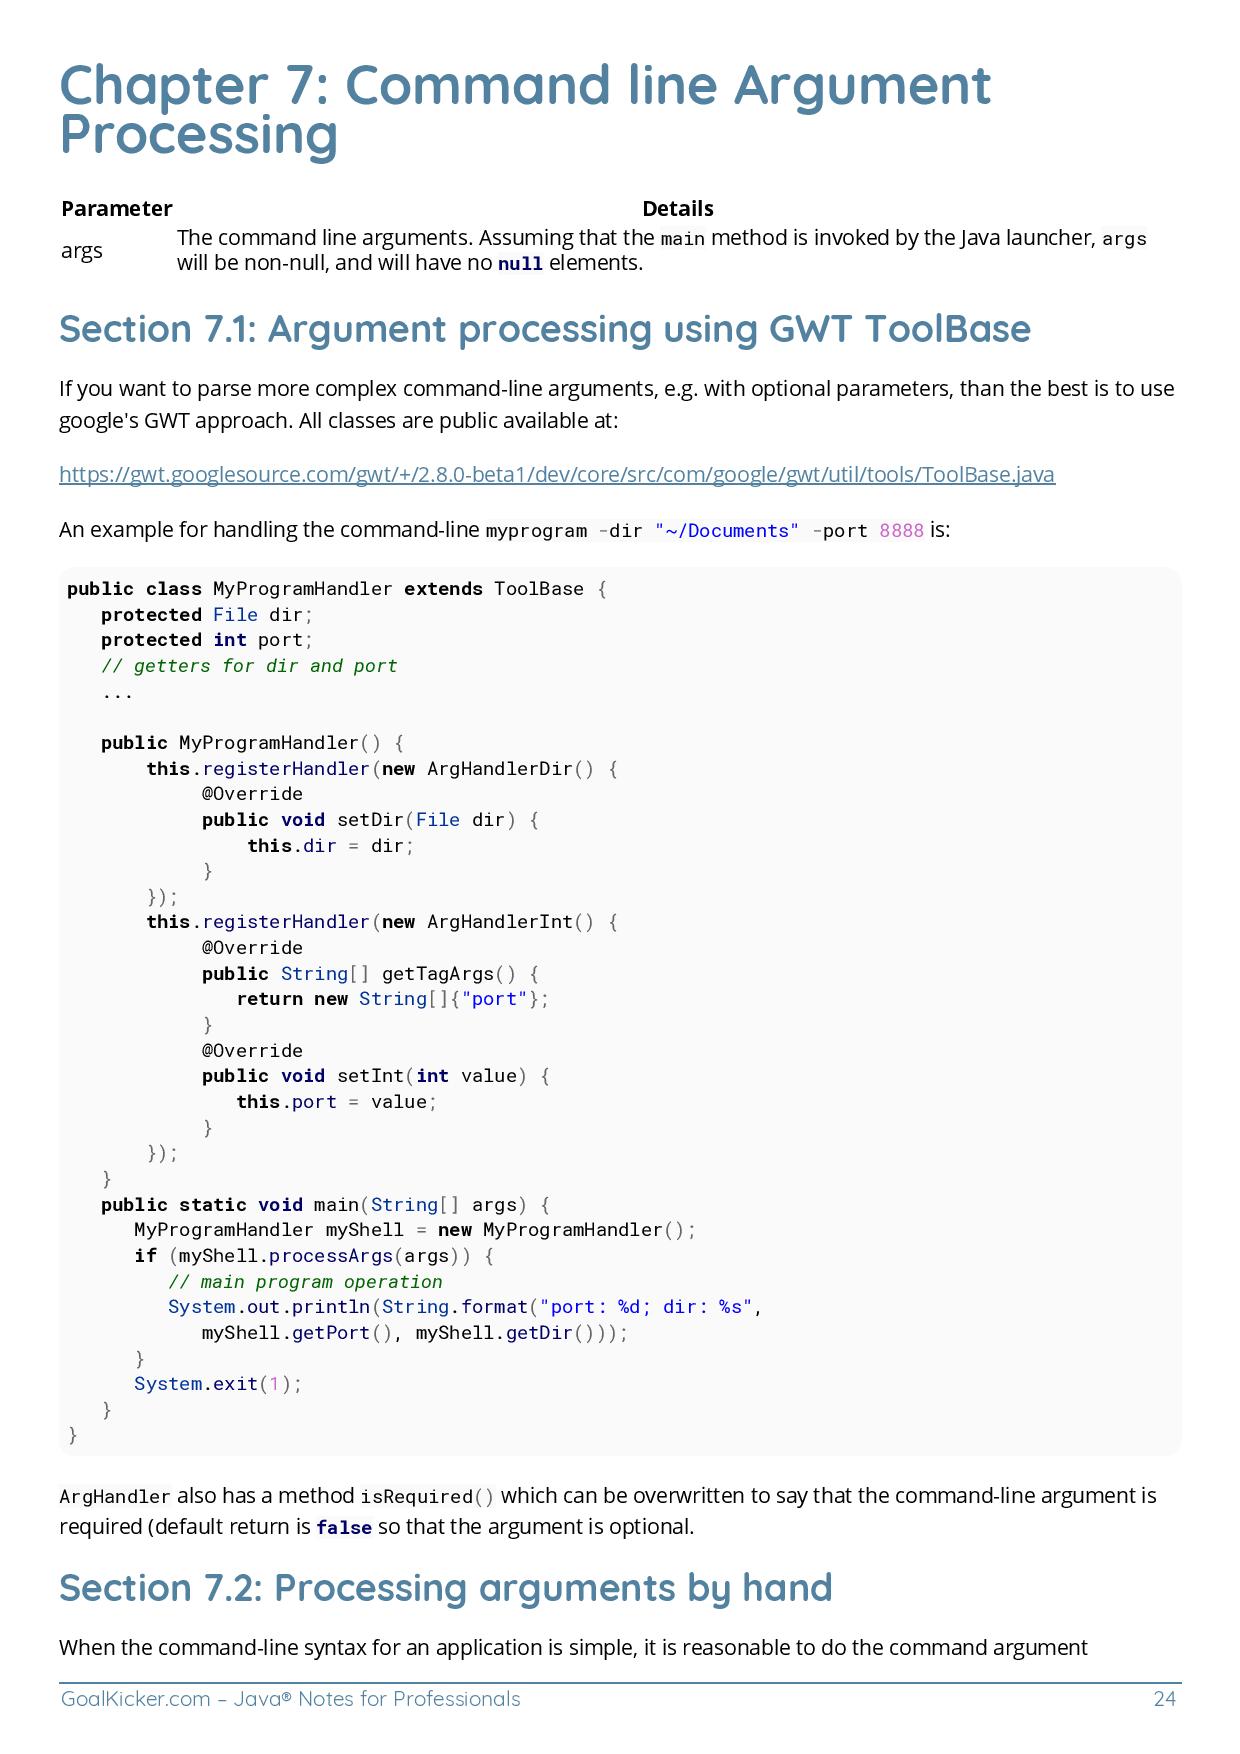 Chapter 7: Command line Argument
Processing
Parameter Details
args The command line arguments. Assuming that the main method is invoked by the Java launcher, args
will be non-null, and will have no null elements.
Section 7.1: Argument processing using GWT ToolBase
If you want to parse more complex command-line arguments, e.g. with optional parameters, than the best is to use
google's GWT approach. All classes are public available at:
https://gwt.googlesource.com/gwt/+/2.8.0-beta1/dev/core/src/com/google/gwt/util/tools/ToolBase.java
An example for handling the command-line myprogram -dir "~/Documents" -port 8888 is:
public class MyProgramHandler extends ToolBase {
   protected File dir;
   protected int port;
   // getters for dir and port
   ...
   public MyProgramHandler() {
       this.registerHandler(new ArgHandlerDir() {
            @Override
            public void setDir(File dir) {
                this.dir = dir;
            }
       });
       this.registerHandler(new ArgHandlerInt() {
            @Override
            public String[] getTagArgs() {
               return new String[]{"port"};
            }
            @Override
            public void setInt(int value) {
               this.port = value;
            }
       });
   }
   public static void main(String[] args) {
      MyProgramHandler myShell = new MyProgramHandler();
      if (myShell.processArgs(args)) {
         // main program operation
         System.out.println(String.format("port: %d; dir: %s",
            myShell.getPort(), myShell.getDir()));
      }
      System.exit(1);
   }
}
ArgHandler also has a method isRequired() which can be overwritten to say that the command-line argument is
required (default return is false so that the argument is optional.
Section 7.2: Processing arguments by hand
When the command-line syntax for an application is simple, it is reasonable to do the command argument
GoalKicker.com – Java® Notes for Professionals 24